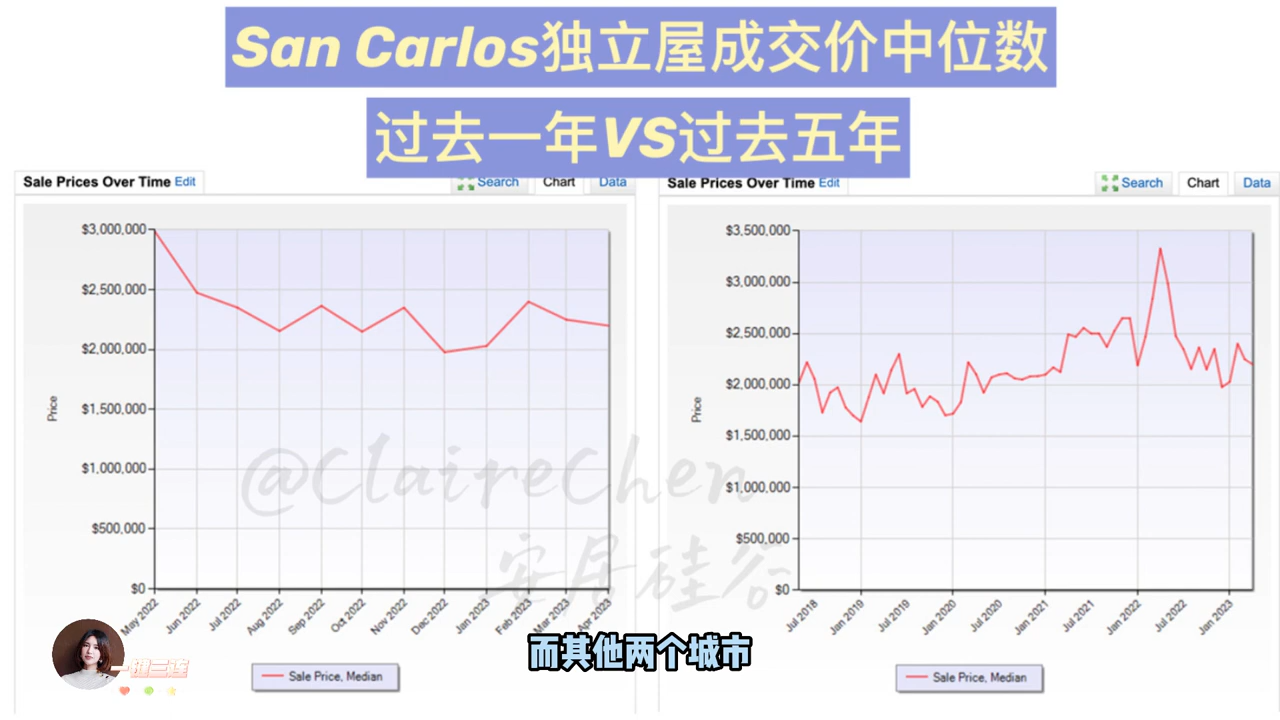 San Carlos独立屋成交价中位数
过去一年VS过去五年
Sale Prices Over Time Edit
Search Chart Data
$3,000,000
$2,500,000
$2,000,000
$1,500,000
$1,000,000
$500,000
$0
Price
May 2022
Jun 2022
Jul 2022
Aug 2022
Sep 2022
Oct 2022
Nov 2022
Dec 2022
Jan 2023
Feb 2023
Mar 2023
Apr 2023
Sale Price, Median
Sale Prices Over Time Edit
Search Chart Data
$3,500,000
$3,000,000
$2,500,000
$2,000,000
$1,500,000
$1,000,000
$500,000
$0
Price
Jul 2018
Jan 2019
Jul 2019
Jan 2020
Jul 2020
Jan 2021
Jul 2021
Jan 2022
Jul 2022
Jan 2023
Sale Price, Median
@ClaireChen
安居硅谷
一键三连
而其他两个城市